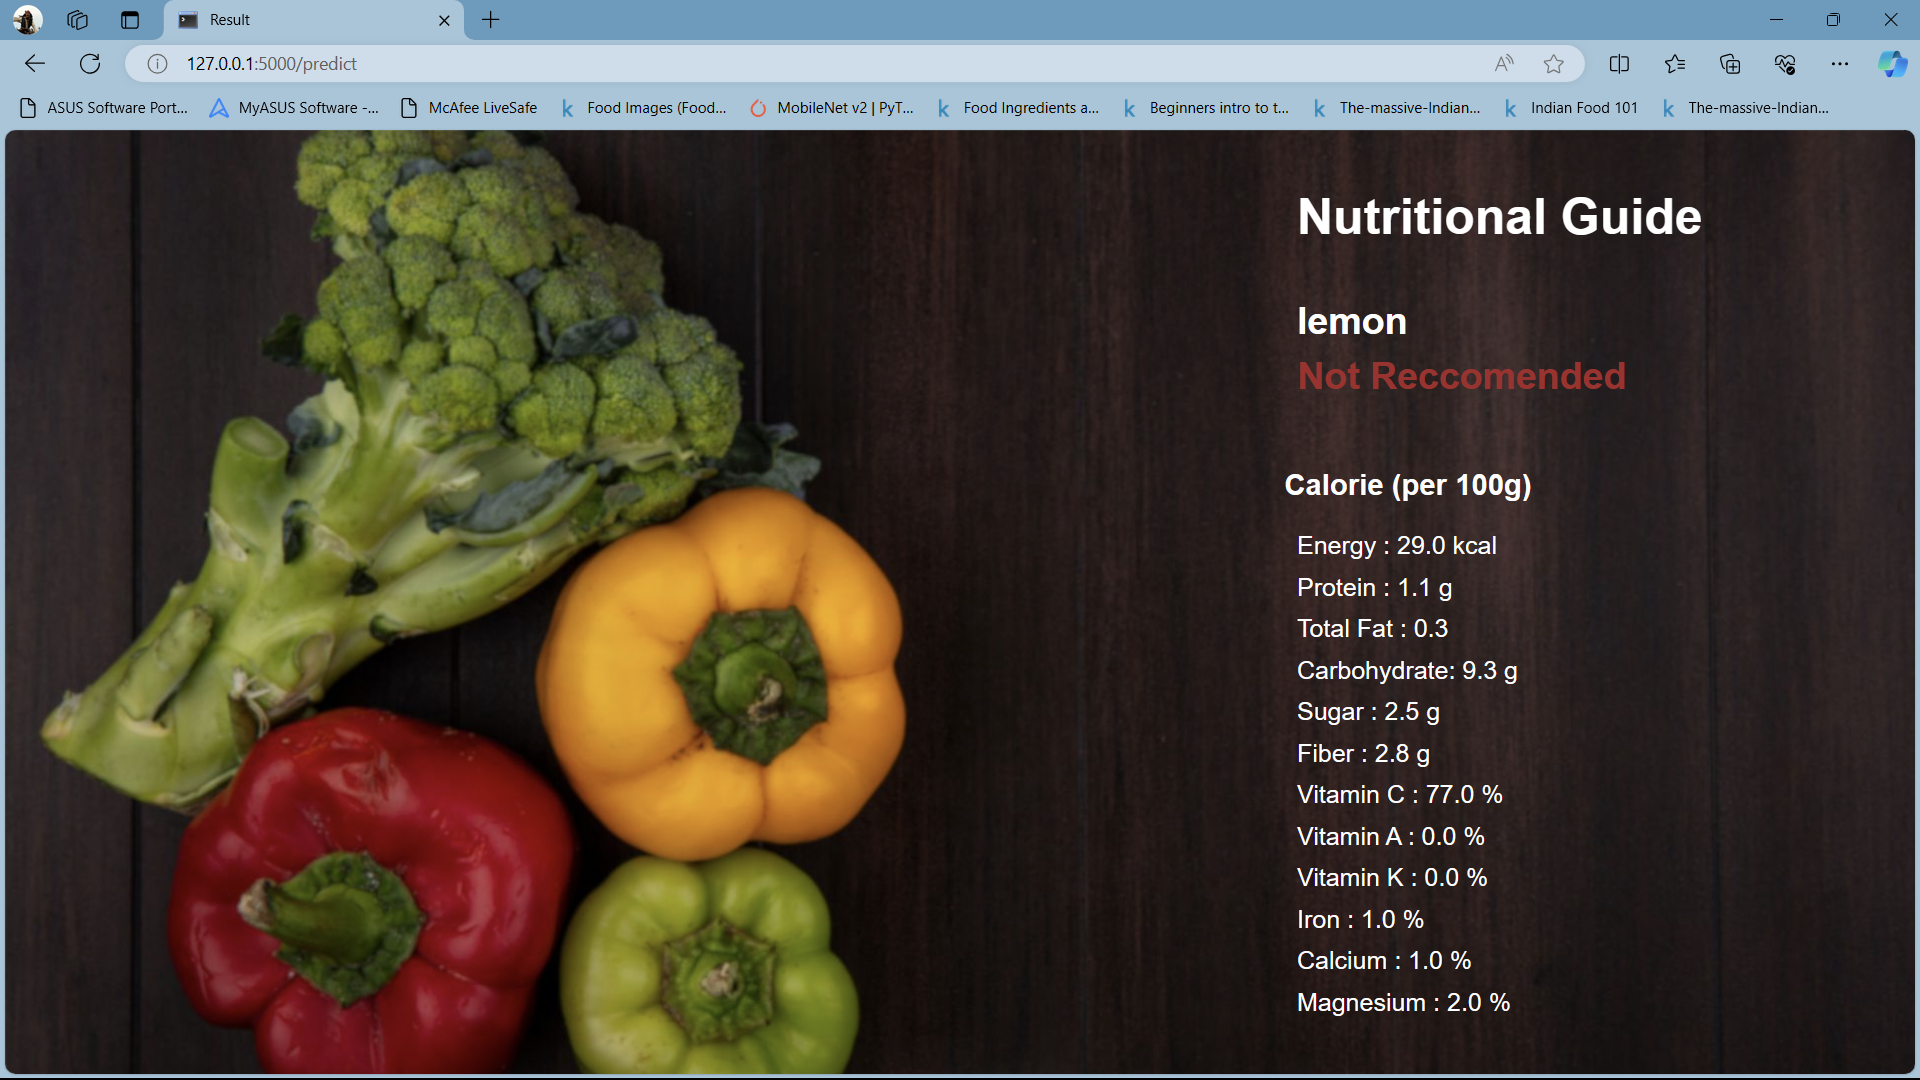 Result
127.0.0.1:5000/predict
ASUS Software Port... MyASUS Software -... McAfee LiveSafe Food Images (Food... MobileNet v2 | PyT... Food Ingredients a... Beginners intro to t... The-massive-Indian... Indian Food 101 The-massive-Indian...
Nutritional Guide
lemon
Not Reccomended
Calorie (per 100g)
Energy : 29.0 kcal
Protein : 1.1 g
Total Fat : 0.3
Carbohydrate: 9.3 g
Sugar : 2.5 g
Fiber : 2.8 g
Vitamin C : 77.0 %
Vitamin A : 0.0 %
Vitamin K : 0.0 %
Iron : 1.0 %
Calcium : 1.0 %
Magnesium : 2.0 %